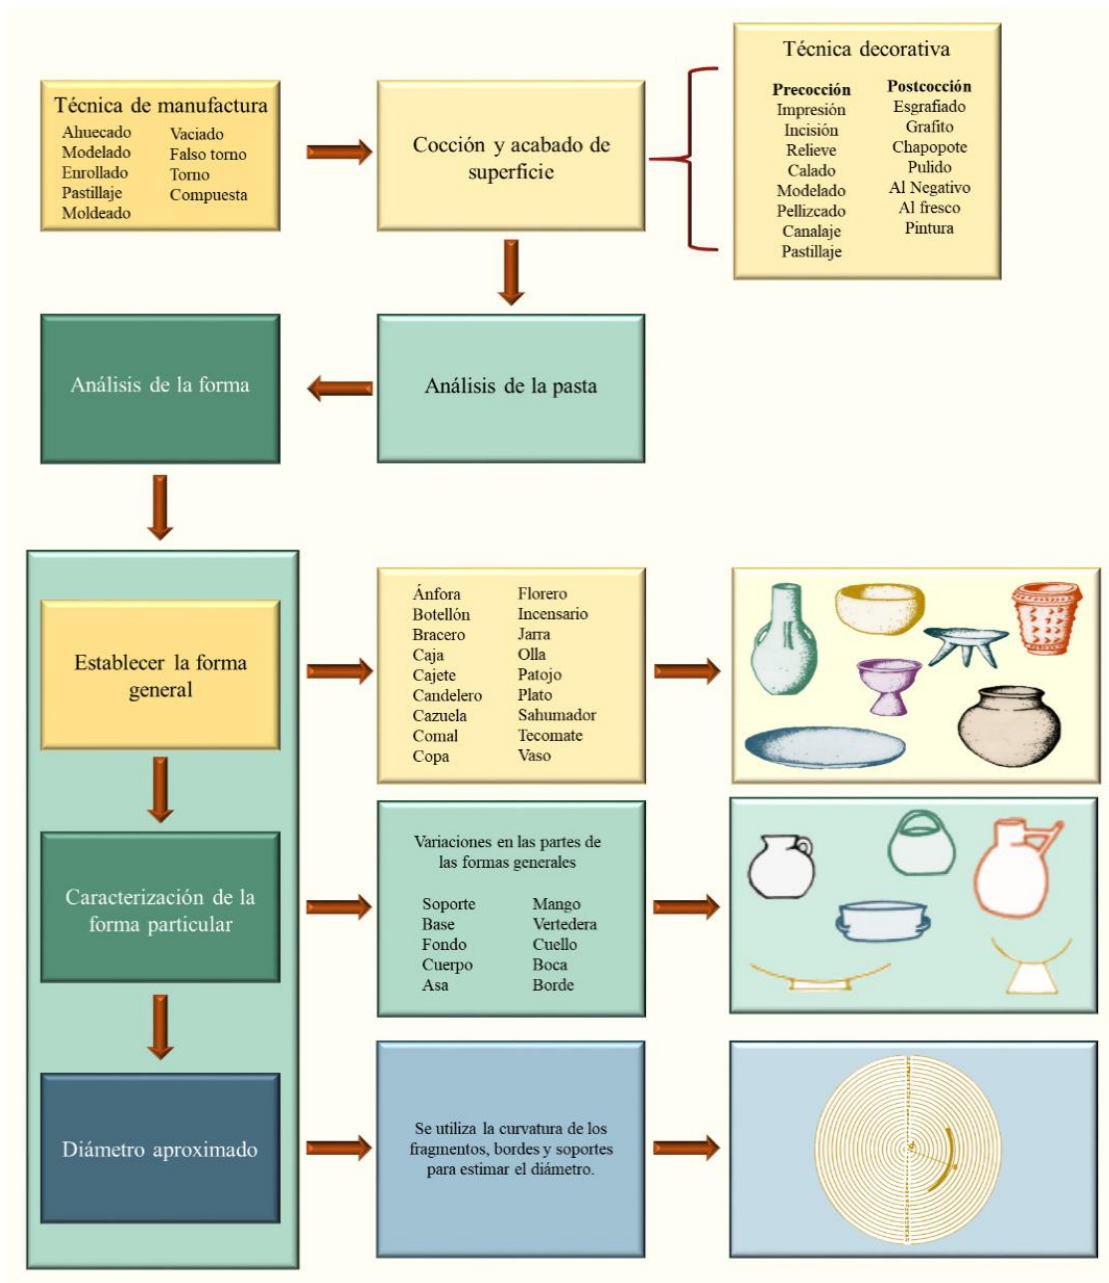 Técnica de manufactura
Ahuecado
Modelado
Enrollado
Pastillaje
Moldeado
Vaciado
Falso torno
Torno
Compuesta
Cocción y acabado de
superficie
Técnica decorativa
Precocción
Impresión
Incisión
Relieve
Calado
Modelado
Pellizcado
Canalaje
Pastillaje
Postcocción
Esgrafiado
Grafito
Chapopote
Pulido
Al Negativo
Al fresco
Pintura
Análisis de la forma
Análisis de la pasta
Establecer la forma
general
Ánfora
Botellón
Bracero
Caja
Cajete
Candelero
Cazuela
Comal
Copa
Florero
Incensario
Jarra
Olla
Patojo
Plato
Sahumador
Tecomate
Vaso
Caracterización de la
forma particular
Variaciones en las partes de
las formas generales
Soporte
Base
Fondo
Cuerpo
Asa
Mango
Vertedera
Cuello
Boca
Borde
Diámetro aproximado
Se utiliza la curvatura de los
fragmentos, bordes y soportes
para estimar el diámetro.